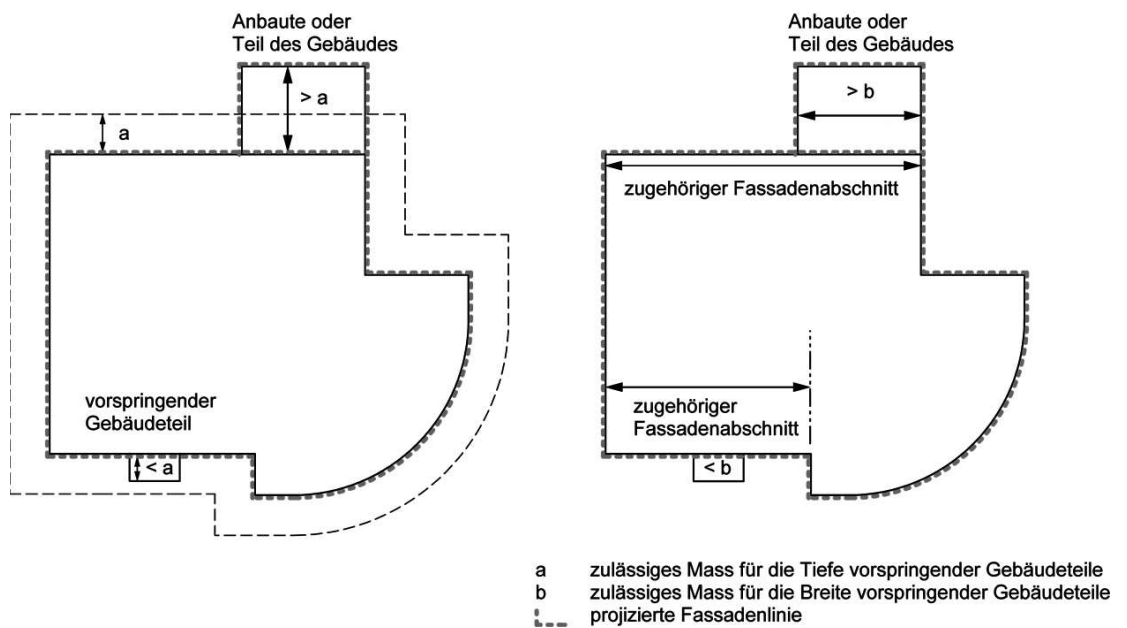 Anbaute oder
Teil des Gebäudes
> a
a
vorspringender
Gebäudeteil
< a
Anbaute oder
Teil des Gebäudes
> b
zugehöriger Fassadenabschnitt
zugehöriger
Fassadenabschnitt
< b
a zulässiges Mass für die Tiefe vorspringender Gebäudeteile
b zulässiges Mass für die Breite vorspringender Gebäudeteile
projizierte Fassadenlinie